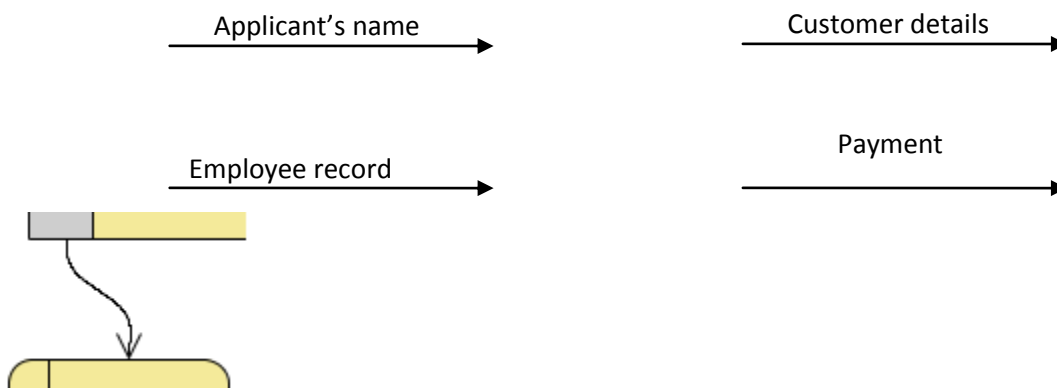 Applicant’s name
Customer details
Employee record
Payment